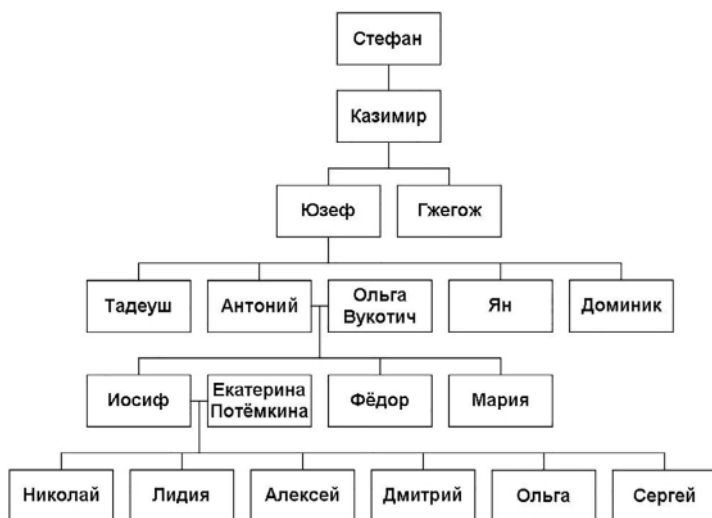 Стефан
Казимир
Юзеф
Гжегож
Тадеуш
Антоний
Ольга
Вукотич
Ян
Доминик
Иосиф
Екатерина
Потёмкина
Фёдор
Мария
Николай
Лидия
Алексей
Дмитрий
Ольга
Сергей